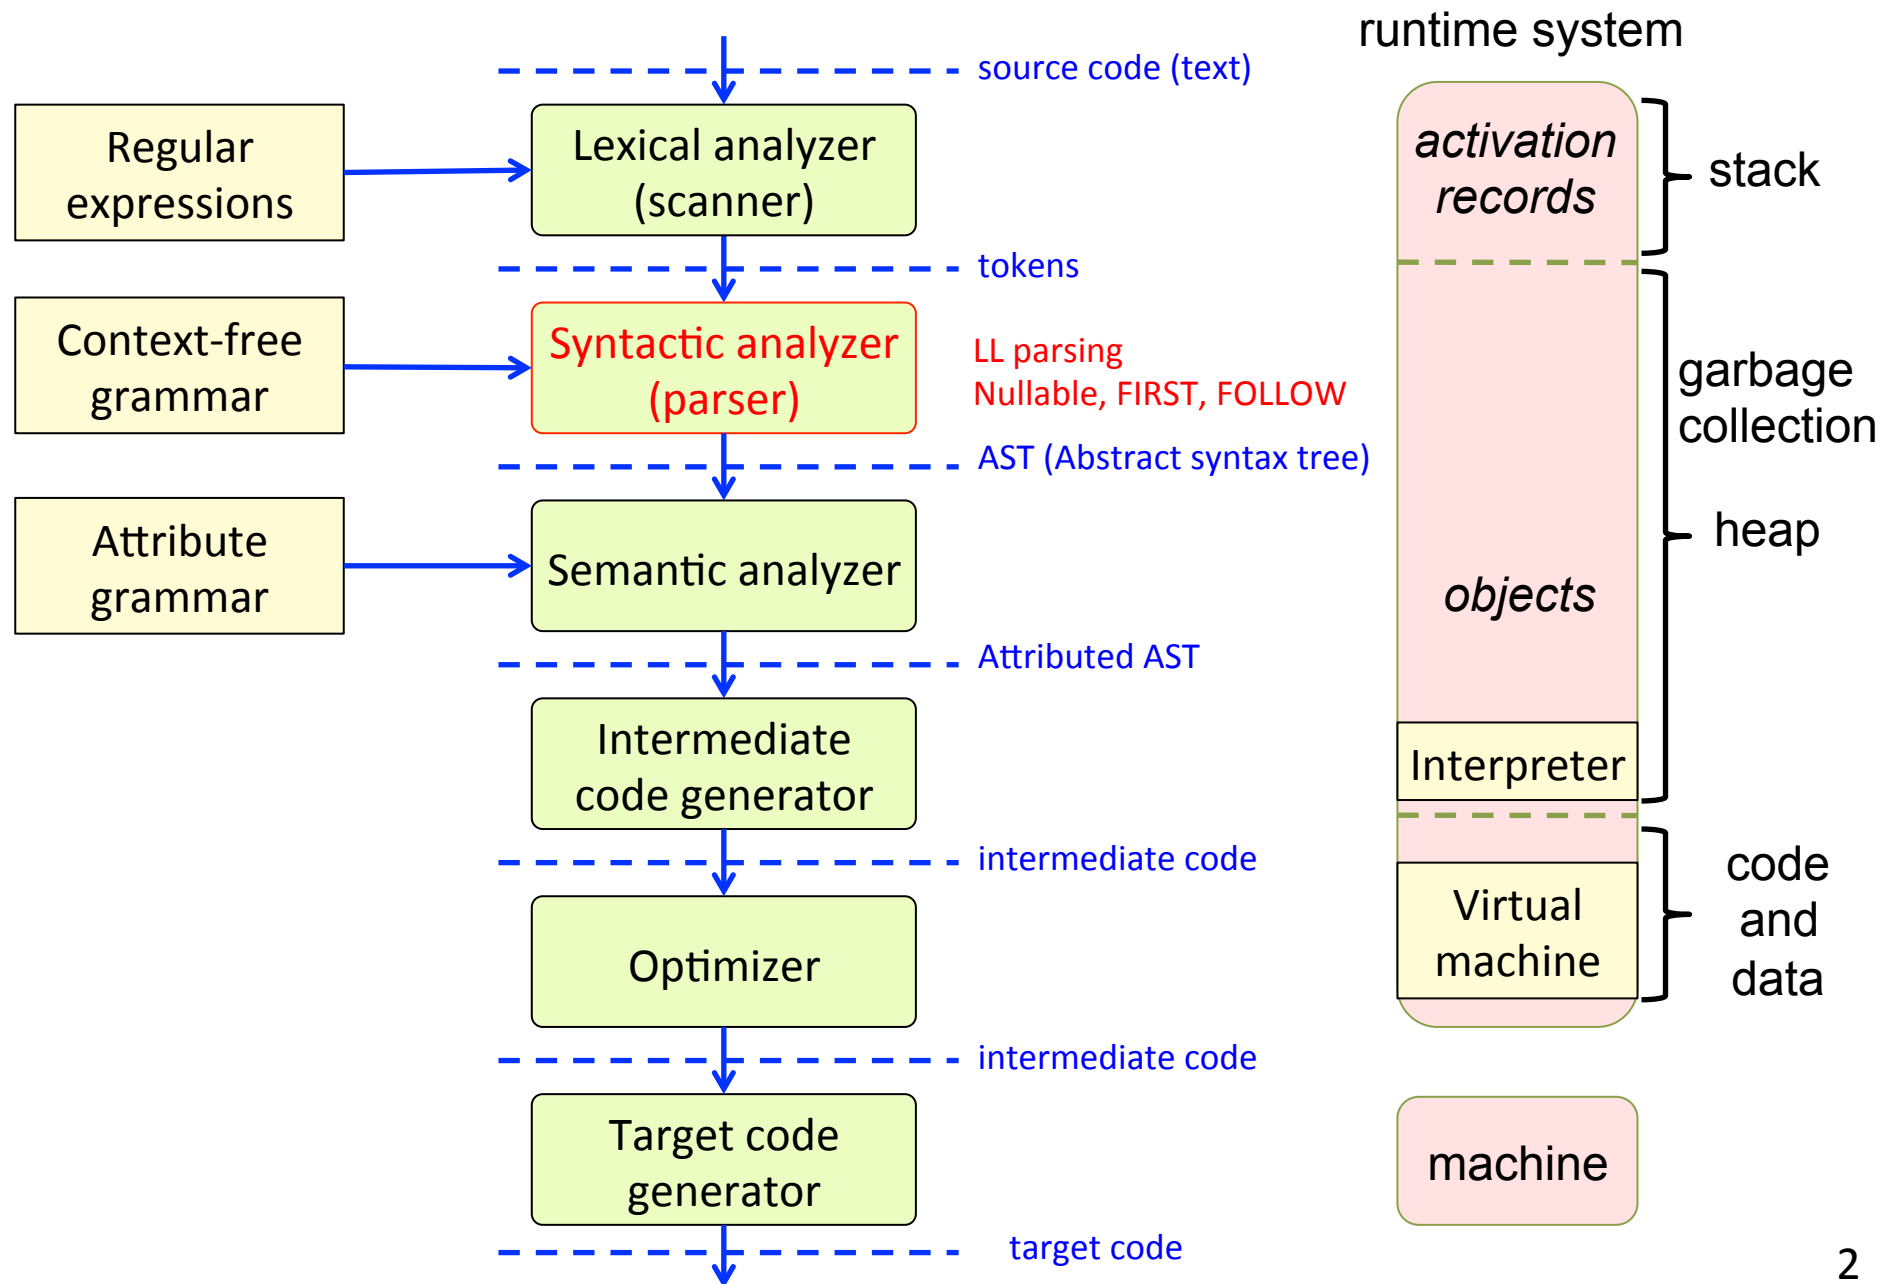 runtime system
source code (text)
Regular
expressions
Lexical analyzer
(scanner)
activation
records
stack
tokens
Context-free
grammar
Syntactic analyzer
(parser)
LL parsing
Nullable, FIRST, FOLLOW
garbage
collection
AST (Abstract syntax tree)
Attribute
grammar
Semantic analyzer
heap
objects
Attributed AST
Intermediate
code generator
Interpreter
intermediate code
code
and
data
Virtual
machine
Optimizer
intermediate code
Target code
generator
machine
target code
2